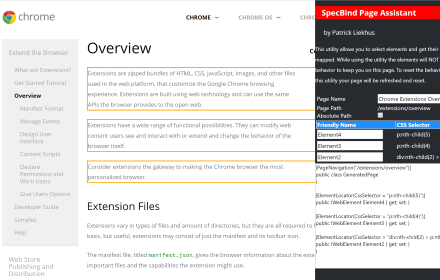 chrome
CHROME
CHROME OS
CHRO
Extend the Browser
What are Extensions?
Get Started Tutorial
Overview
Manifest Format
Manage Events
Design User
Interface
Content Scripts
Declare
Permissions and
Warn Users
Give Users Options
Developer Guide
Samples
Help
Web Store
Publishing and
Distribution
Overview
Extensions are zipped bundles of HTML, CSS, JavaScript, images, and other files
used in the web platform, that customize the Google Chrome browsing
experience. Extensions are built using web technology and can use the same
APIs the browser provides to the open web.
Extensions have a wide range of functional possibilities. They can modify web
content users see and interact with or extend and change the behavior of the
browser itself.
Consider extensions the gateway to making the Chrome browser the most
personalized browser.
Extension Files
Extensions vary in types of files and amount of directories, but they are all required to
basic, but useful, extensions may consist of just the manifest and its toolbar icon.
The manifest file, titled manifest.json, gives the browser information about the exte
important files and the capabilities the extension might use.
SpecBind Page Assistant
by Patrick Liekhus
This utility allows you to select elements and get their
mapped. While using the utility the elements will NOT
behavior to keep you on this page. To reset the behavi
this utility your page will be refreshed and reset.
Page Name
Chrome Extensions Over
Page Path
/extensions/overview
Absolute Path
Friendly Name
CSS Selector
Element4
p:nth-child(5)
Element3
p:nth-child(4)
Element2
div:nth-child(2) >
[PageNavigation("/extensions/overview")]
public class GeneratedPage
{
[ElementLocator(CssSelector = "p:nth-child(5)")]
public IWebElement Element4 { get; set; }
[ElementLocator(CssSelector = "p:nth-child(4)")]
public IWebElement Element3 { get; set; }
[ElementLocator(CssSelector = "div:nth-child(2) > p:nth
public IWebElement Element2 { get; set; }
}